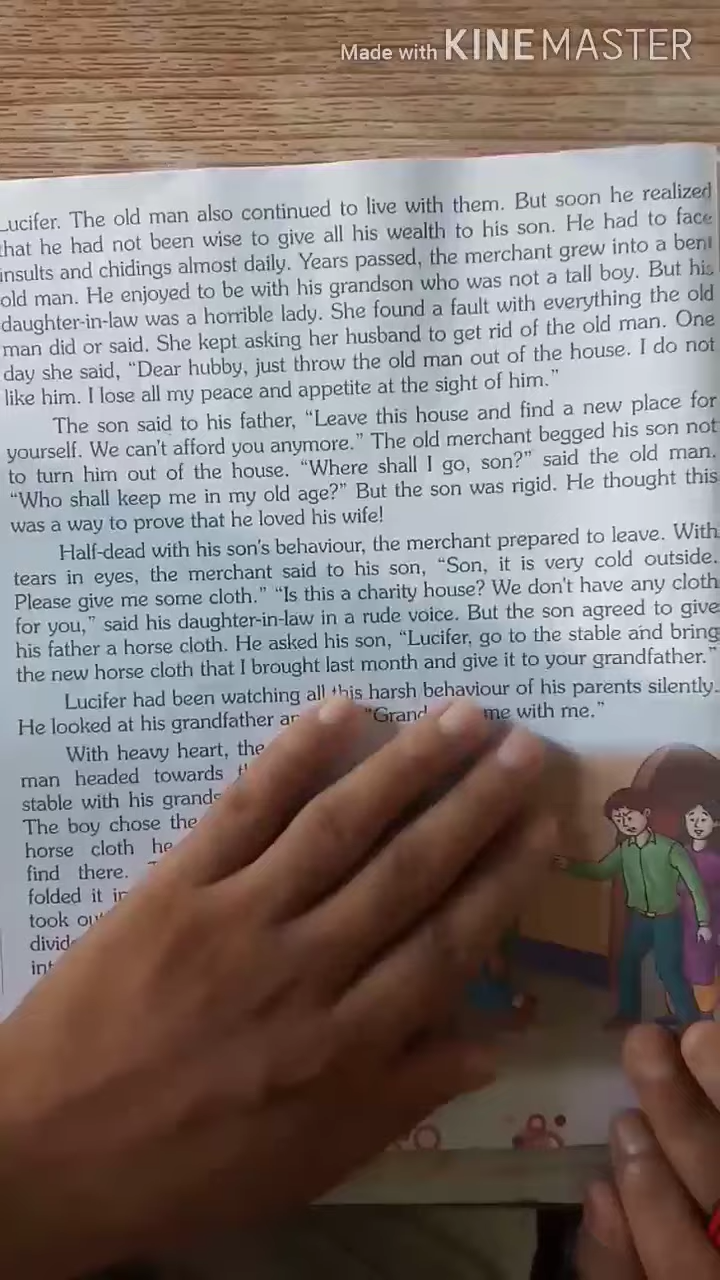 Made with KINEMASTER
Lucifer. The old man also continued to live with them. But soon he realized
that he had not been wise to give all his wealth to his son. He had to face
insults and chidings almost daily. Years passed, the merchant grew into a bent
old man. He enjoyed to be with his grandson who was not a tall boy. But his
daughter-in-law was a horrible lady. She found a fault with everything the old
man did or said. She kept asking her husband to get rid of the old man. One
day she said, “Dear hubby, just throw the old man out of the house. I do not
like him. I lose all my peace and appetite at the sight of him.”
The son said to his father, “Leave this house and find a new place for
yourself. We can't afford you anymore.” The old merchant begged his son not
to turn him out of the house. “Where shall I go, son?” said the old man.
“Who shall keep me in my old age?” But the son was rigid. He thought this
was a way to prove that he loved his wife!
Half-dead with his son's behaviour, the merchant prepared to leave. With
tears in eyes, the merchant said to his son, “Son, it is very cold outside.
Please give me some cloth.” “Is this a charity house? We don't have any cloth
for you,” said his daughter-in-law in a rude voice. But the son agreed to give
his father a horse cloth. He asked his son, “Lucifer, go to the stable and bring
the new horse cloth that I brought last month and give it to your grandfather.”
Lucifer had been watching all this harsh behaviour of his parents silently.
He looked at his grandfather me with me.”
With heavy heart, the
man headed towards
stable with his
The boy chose the
horse cloth he
find there.
folded it
took